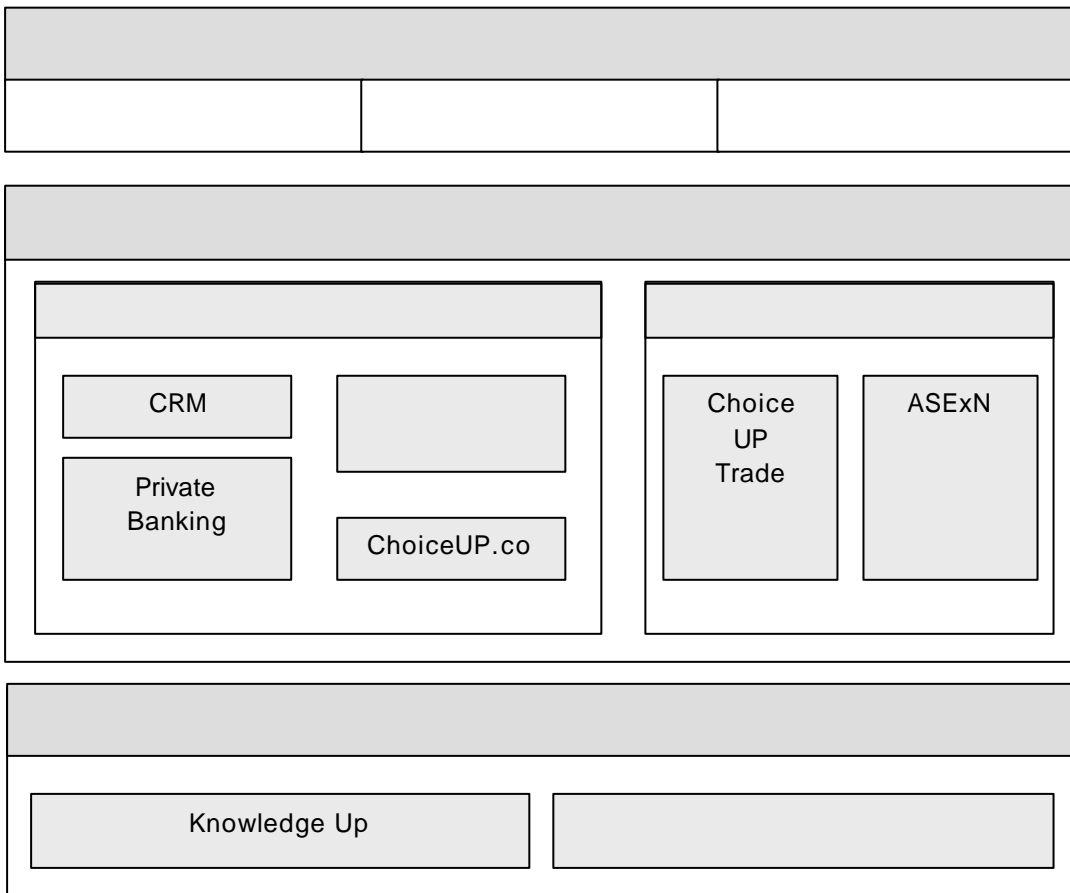 CRM
Private
Banking
ChoiceUP.co
Choice
UP
Trade
ASExN
Knowledge Up